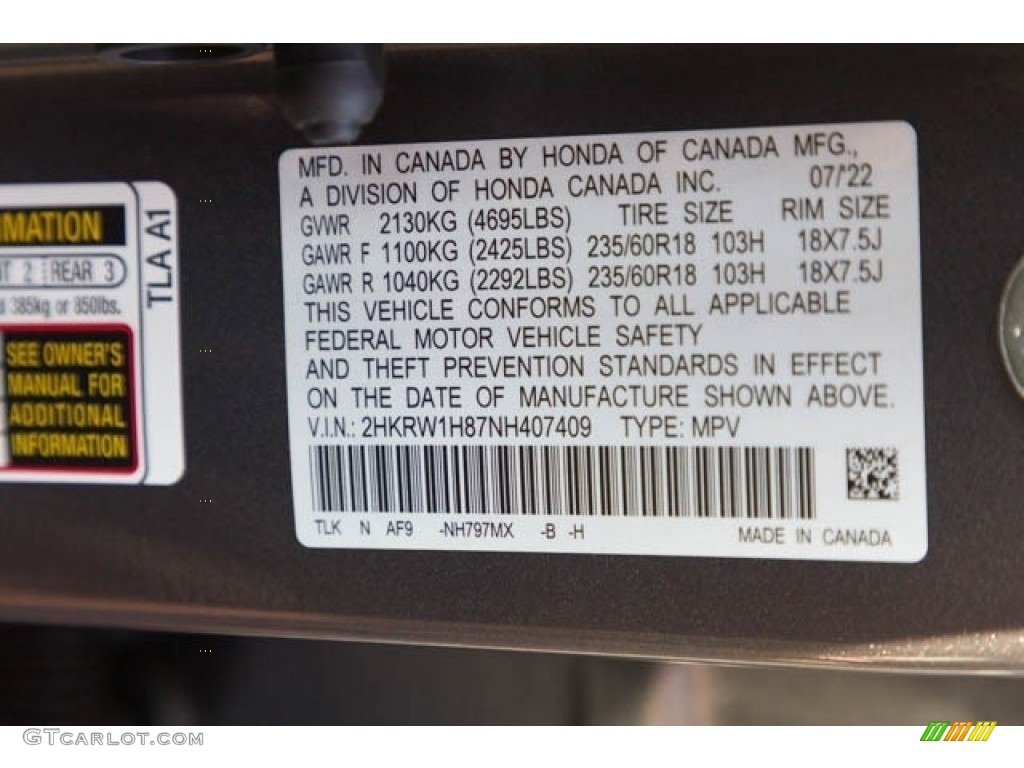 MFD. IN CANADA BY HONDA OF CANADA MFG.,
A DIVISION OF HONDA CANADA INC. 07/'22
GVWR 2130KG (4695LBS) TIRE SIZE RIM SIZE
GAWR F 1100KG (2425LBS) 235/60R18 103H 18X7.5J
GAWR R 1040KG (2292LBS) 235/60R18 103H 18X7.5J
THIS VEHICLE CONFORMS TO ALL APPLICABLE
FEDERAL MOTOR VEHICLE SAFETY
AND THEFT PREVENTION STANDARDS IN EFFECT
ON THE DATE OF MANUFACTURE SHOWN ABOVE.
V.I.N.: 2HKRW1H87NH407409 TYPE: MPV
TLK N AF9 -NH797MX -B -H MADE IN CANADA
TLA A1
2 REAR 3
385kg or 850lbs.
SEE OWNER'S
MANUAL FOR
ADDITIONAL
INFORMATION
GTCARLOT.COM